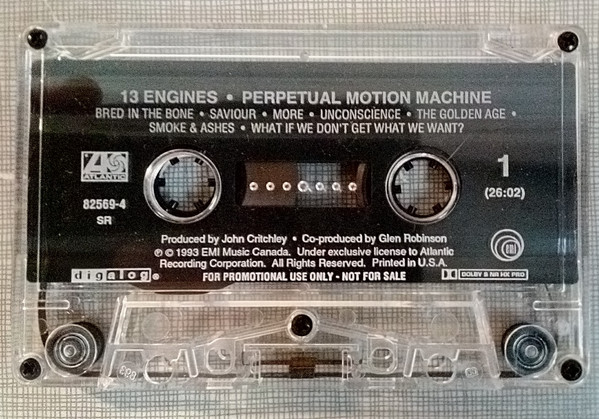 13 ENGINES • PERPETUAL MOTION MACHINE
BRED IN THE BONE • SAVIOUR • MORE • UNCONSCIENCE • THE GOLDEN AGE •
SMOKE & ASHES • WHAT IF WE DON'T GET WHAT WE WANT?
ATLANTIC
1
82569-4
(26:02)
SR
Produced by John Critchley • Co-produced by Glen Robinson
℗ © 1993 EMI Music Canada. Under exclusive license to Atlantic
Recording Corporation. All Rights Reserved. Printed in U.S.A.
EMI
digalog®
FOR PROMOTIONAL USE ONLY - NOT FOR SALE
DOLBY B NR HX PRO